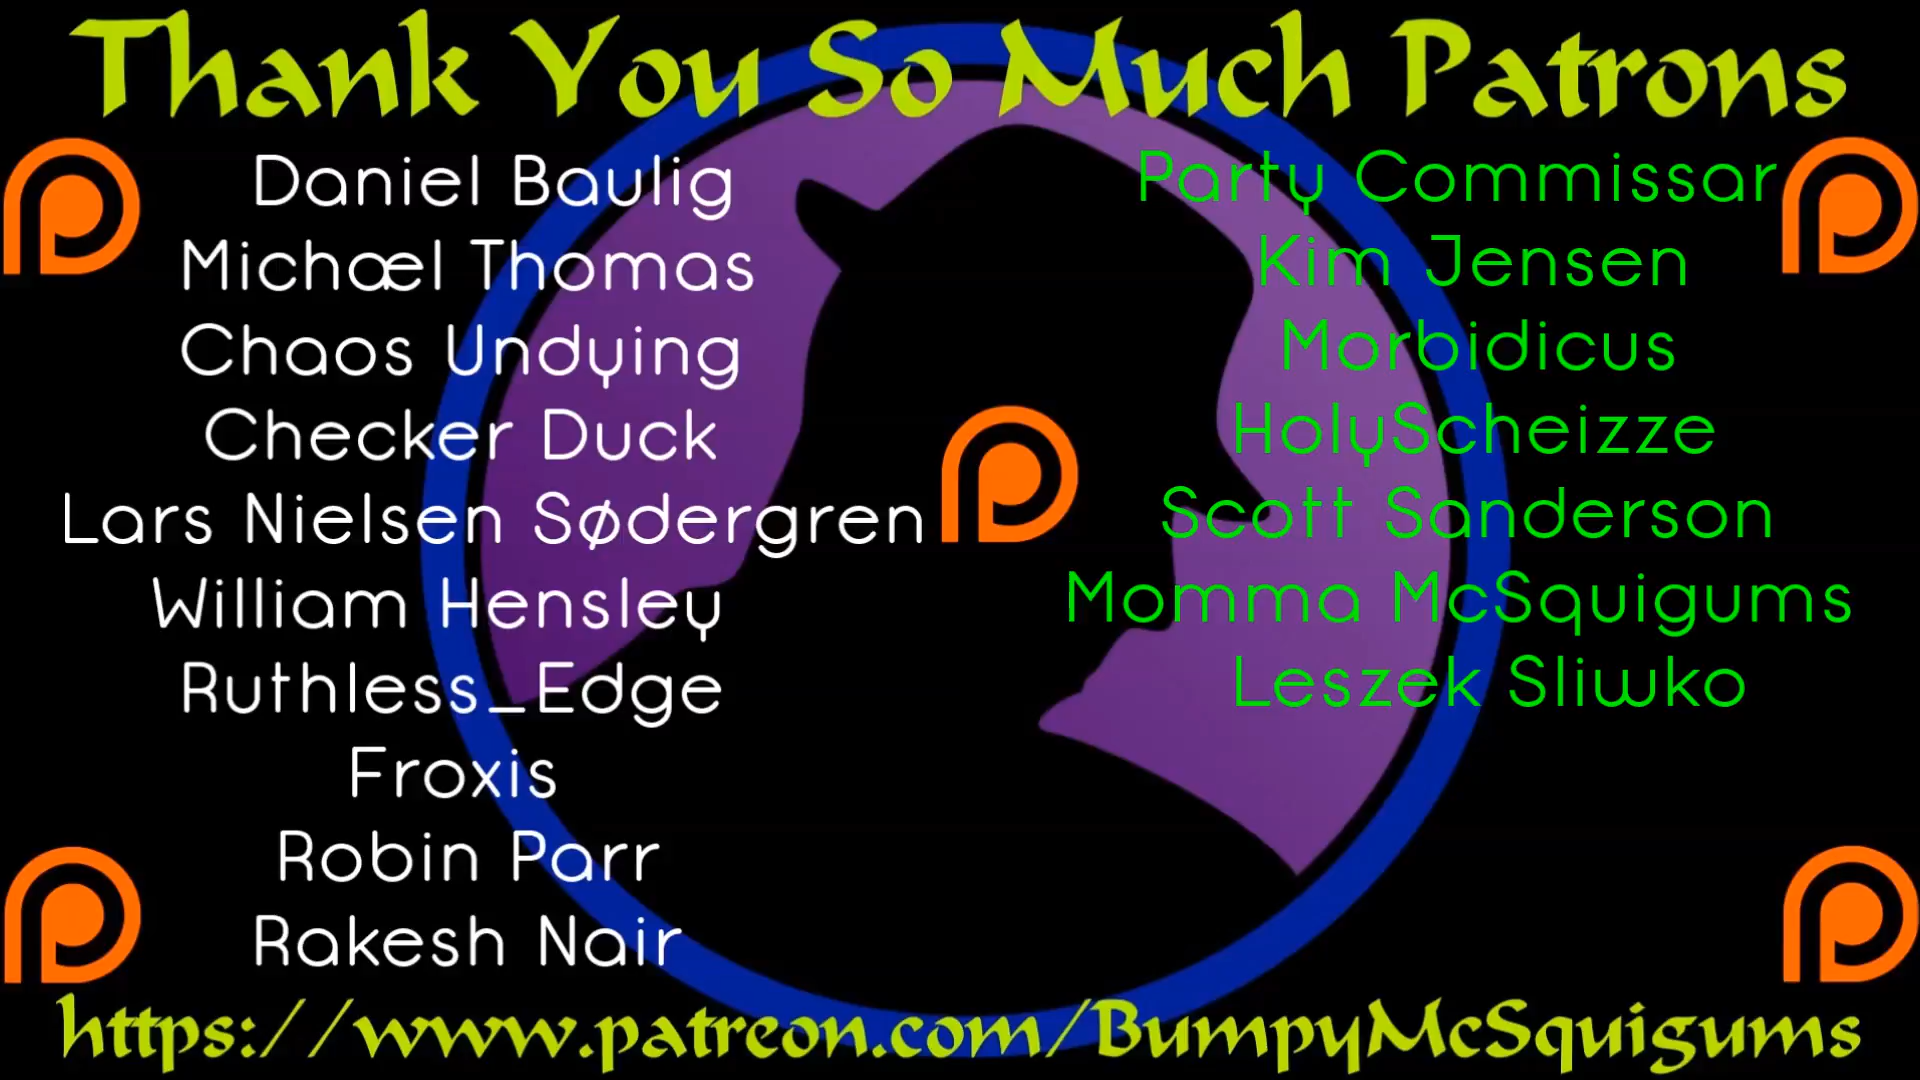 Thank You So Much Patrons
Daniel Baulig
Michael Thomas
Chaos Undying
Checker Duck
Lars Nielsen Sødergren
William Hensley
Ruthless_Edge
Froxis
Robin Parr
Rakesh Nair
Party Commissar
Kim Jensen
Morbidicus
HolyScheizze
Scott Sanderson
Momma McSquigums
Leszek Sliwko
https://www.patreon.com/BumpyMcSquigums